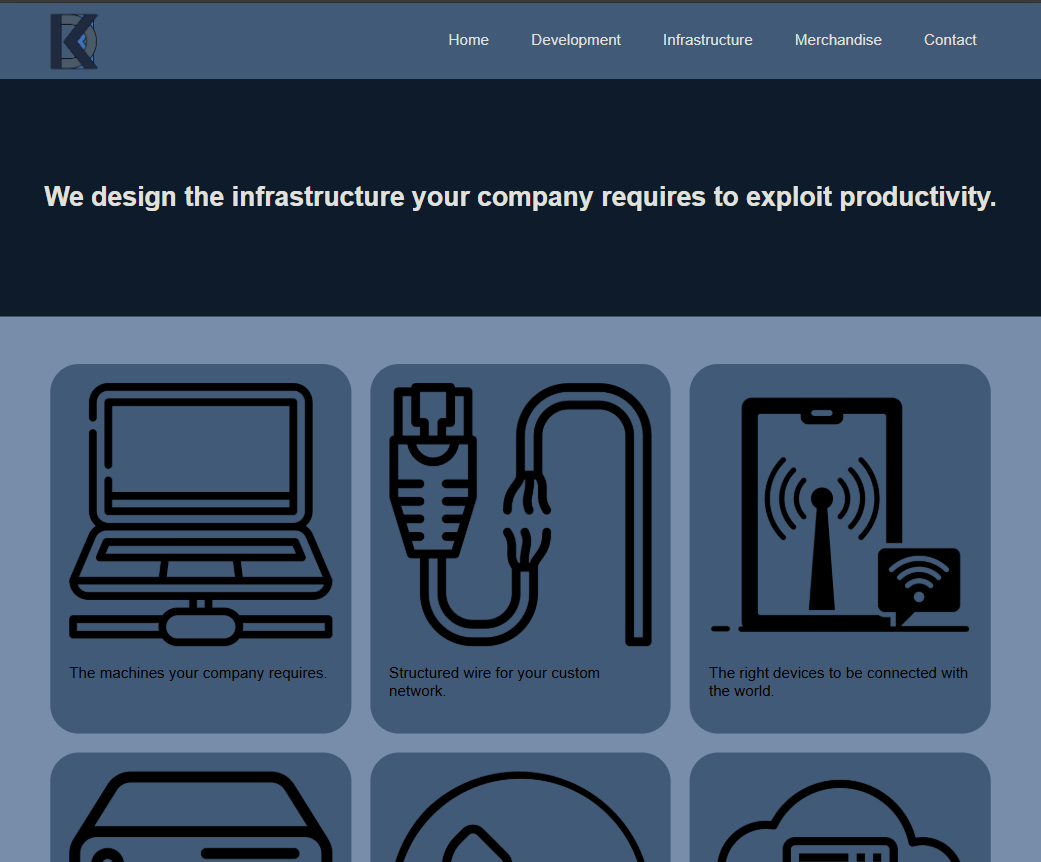 Home Development Infrastructure Merchandise Contact
We design the infrastructure your company requires to exploit productivity.
The machines your company requires.
Structured wire for your custom
network.
The right devices to be connected with
the world.